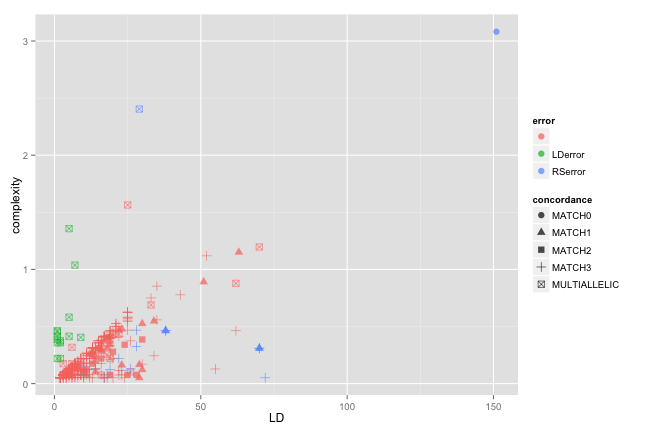 3
2
1
0
complexity
0
50
100
150
LD
error
LDerror
RSerror
concordance
MATCH0
MATCH1
MATCH2
MATCH3
MULTIALLELIC